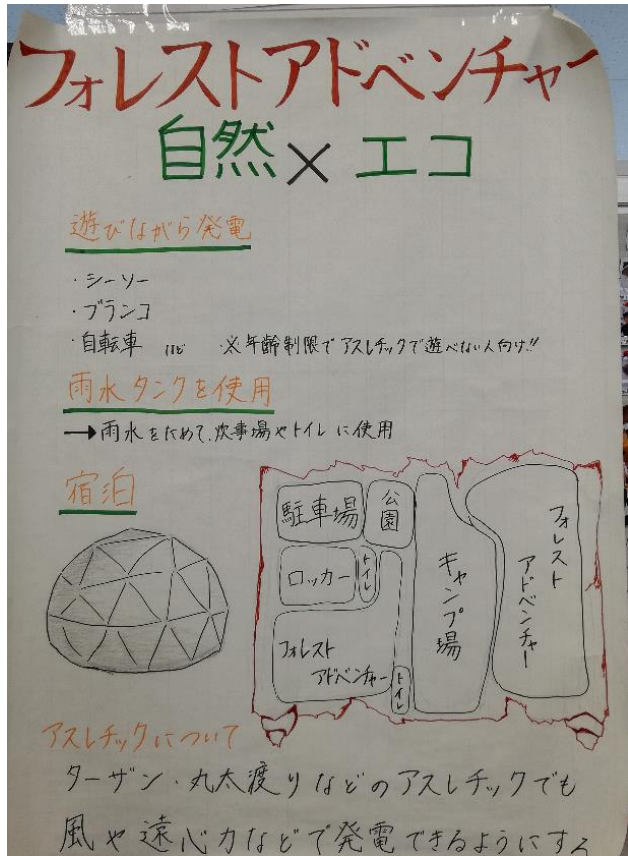 フォレストアドベンチャー
自然×エコ
遊びながら発電
・シーソー
・ブランコ
・自転車 など ※年齢制限でアスレチックで遊べない人向け!!
雨水タンクを使用
→雨水をためて、炊事場やトイレに使用
宿泊
駐車場
公園
ロッカー
トイレ
フォレスト
アドベンチャー
トイレ
キャンプ場
フォレスト
アドベンチャー
アスレチックについて
ターザン・丸太渡りなどのアスレチックでも
風や遠心力などで発電できるようにする